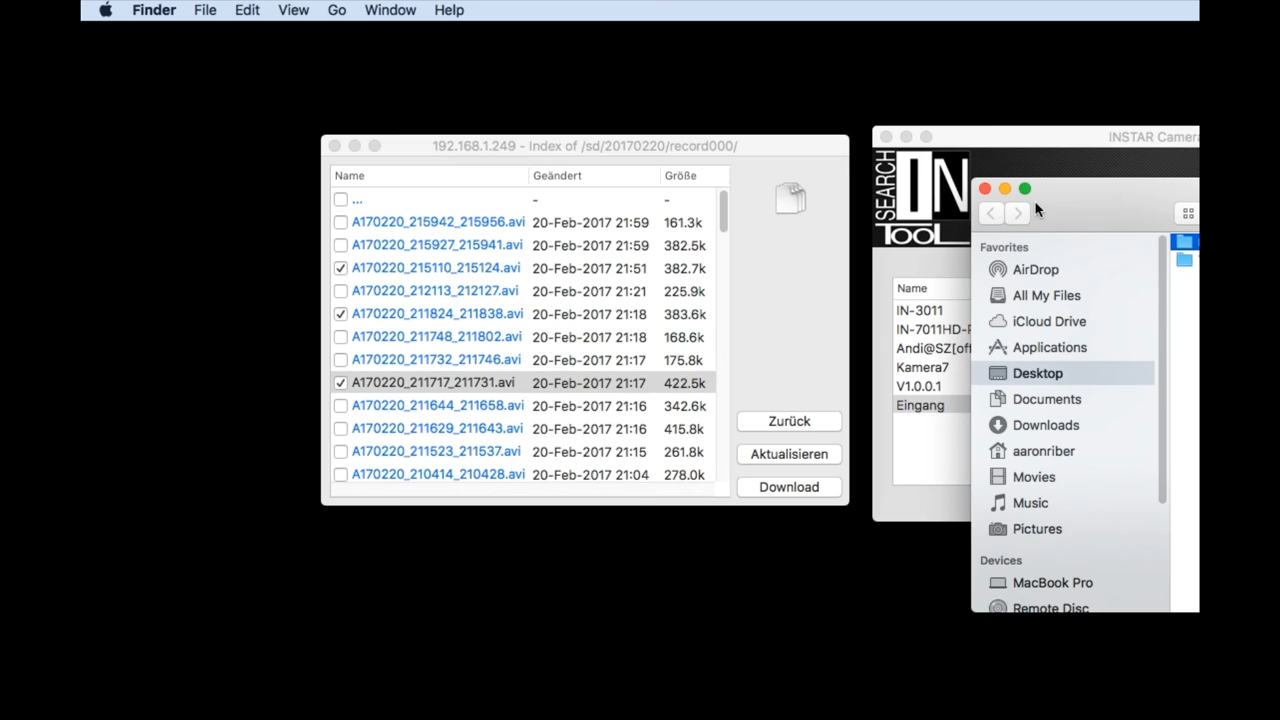 Finder File Edit View Go Window Help
192.168.1.249 - Index of /sd/20170220/record000/
Name Geändert Größe
... - -
A170220_215942_215956.avi 20-Feb-2017 21:59 161.3k
A170220_215927_215941.avi 20-Feb-2017 21:59 382.5k
A170220_215110_215124.avi 20-Feb-2017 21:51 382.7k
A170220_212113_212127.avi 20-Feb-2017 21:21 225.9k
A170220_211824_211838.avi 20-Feb-2017 21:18 383.6k
A170220_211748_211802.avi 20-Feb-2017 21:18 168.6k
A170220_211732_211746.avi 20-Feb-2017 21:17 175.8k
A170220_211717_211731.avi 20-Feb-2017 21:17 422.5k
A170220_211644_211658.avi 20-Feb-2017 21:16 342.6k
A170220_211629_211643.avi 20-Feb-2017 21:16 415.8k
A170220_211523_211537.avi 20-Feb-2017 21:15 261.8k
A170220_210414_210428.avi 20-Feb-2017 21:04 278.0k
Zurück
Aktualisieren
Download
INSTAR Camera
SEARCH IN
TOOL
Name
IN-3011
IN-7011HD-P
Andi@SZ[off
Kamera7
V1.0.0.1
Eingang
Favorites
AirDrop
All My Files
iCloud Drive
Applications
Desktop
Documents
Downloads
aaronriber
Movies
Music
Pictures
Devices
MacBook Pro
Remote Disc